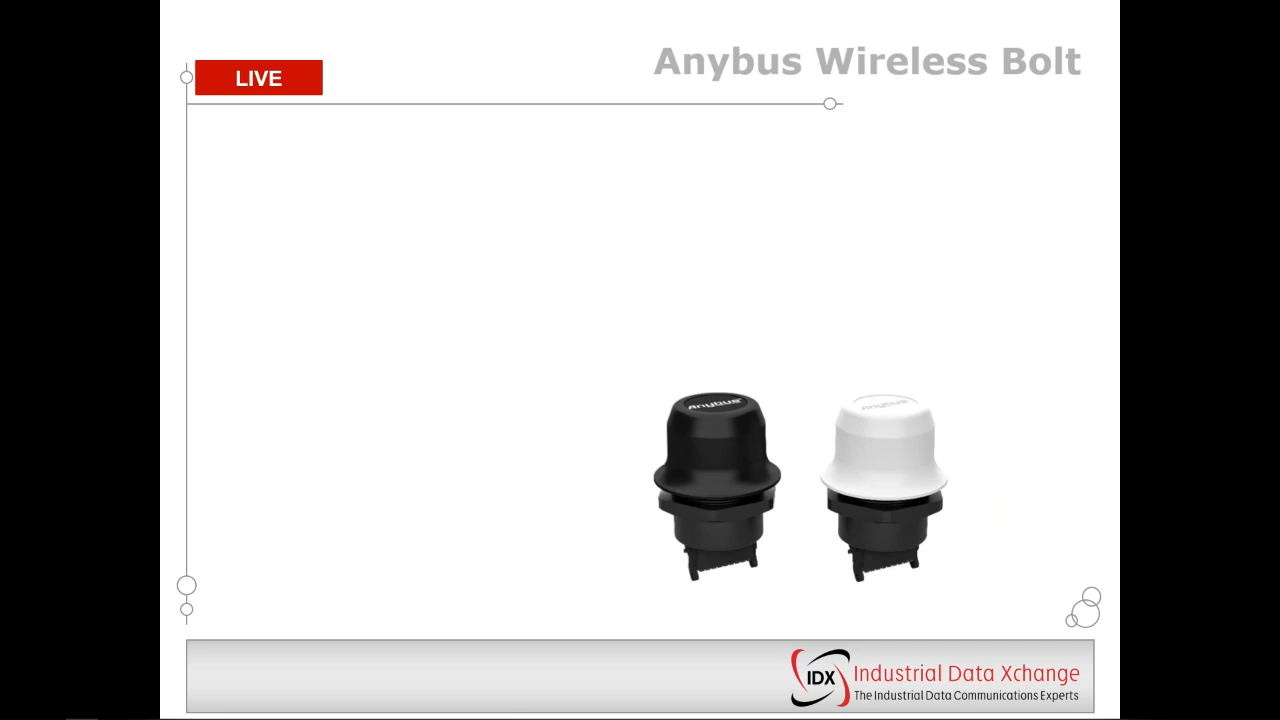 Anybus Wireless Bolt
LIVE
Anybus
Anybus
IDX
Industrial Data Xchange
The Industrial Data Communications Experts